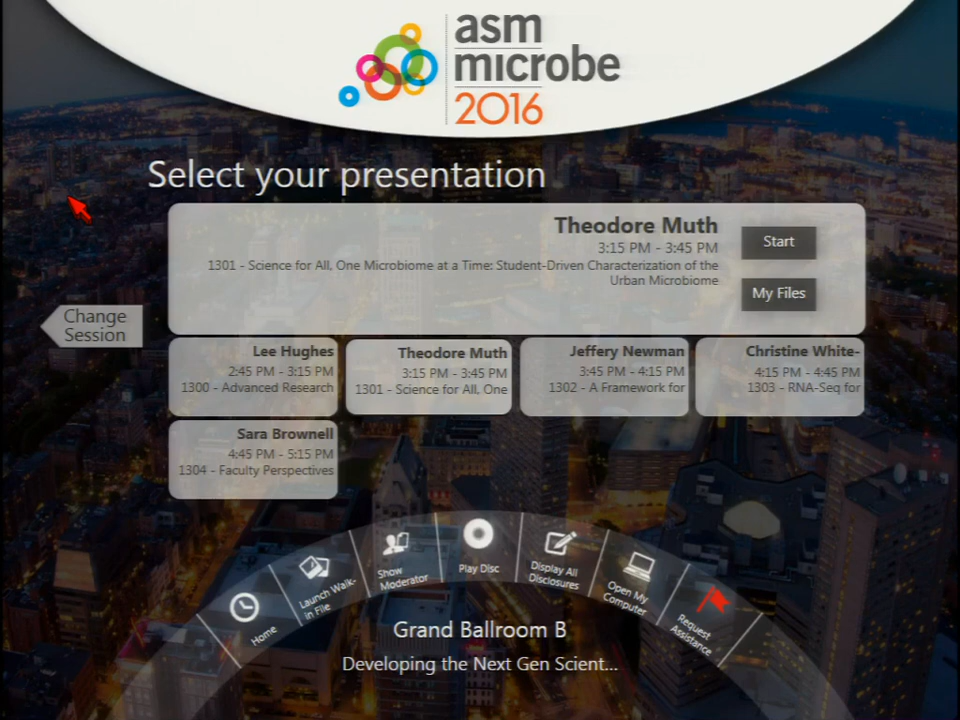 asm
microbe
2016
Select your presentation
Theodore Muth
3:15 PM - 3:45 PM
1301 - Science for All, One Microbiome at a Time: Student-Driven Characterization of the
Urban Microbiome
Start
My Files
Change
Session
Lee Hughes
2:45 PM - 3:15 PM
1300 - Advanced Research
Theodore Muth
3:15 PM - 3:45 PM
1301 - Science for All, One
Jeffery Newman
3:45 PM - 4:15 PM
1302 - A Framework for
Christine White-
4:15 PM - 4:45 PM
1303 - RNA-Seq for
Sara Brownell
4:45 PM - 5:15 PM
1304 - Faculty Perspectives
Home
Launch Walk-
in File
Show
Moderator
Play Disc
Display All
Disclosures
Open My
Computer
Request
Assistance
Grand Ballroom B
Developing the Next Gen Scient...